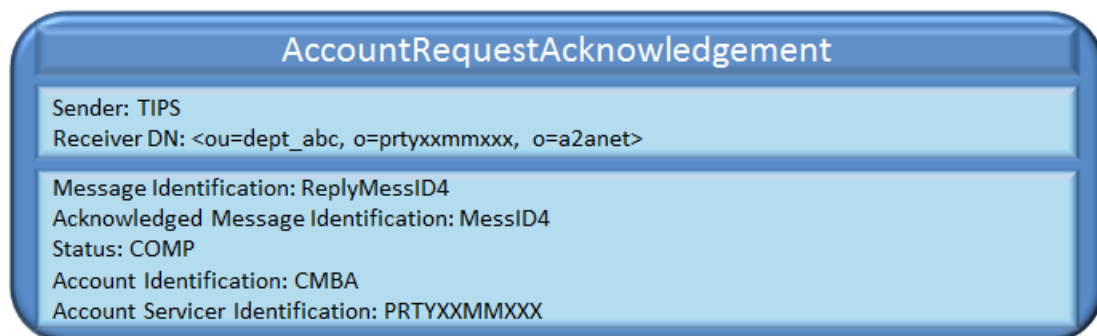 AccountRequestAcknowledgement
Sender: TIPS
Receiver DN: <ou=dept_abc, o=prtyxxmmxxx, o=a2anet>
Message Identification: ReplyMessID4
Acknowledged Message Identification: MessID4
Status: COMP
Account Identification: CMBA
Account Servicer Identification: PRTYXXMMXXX